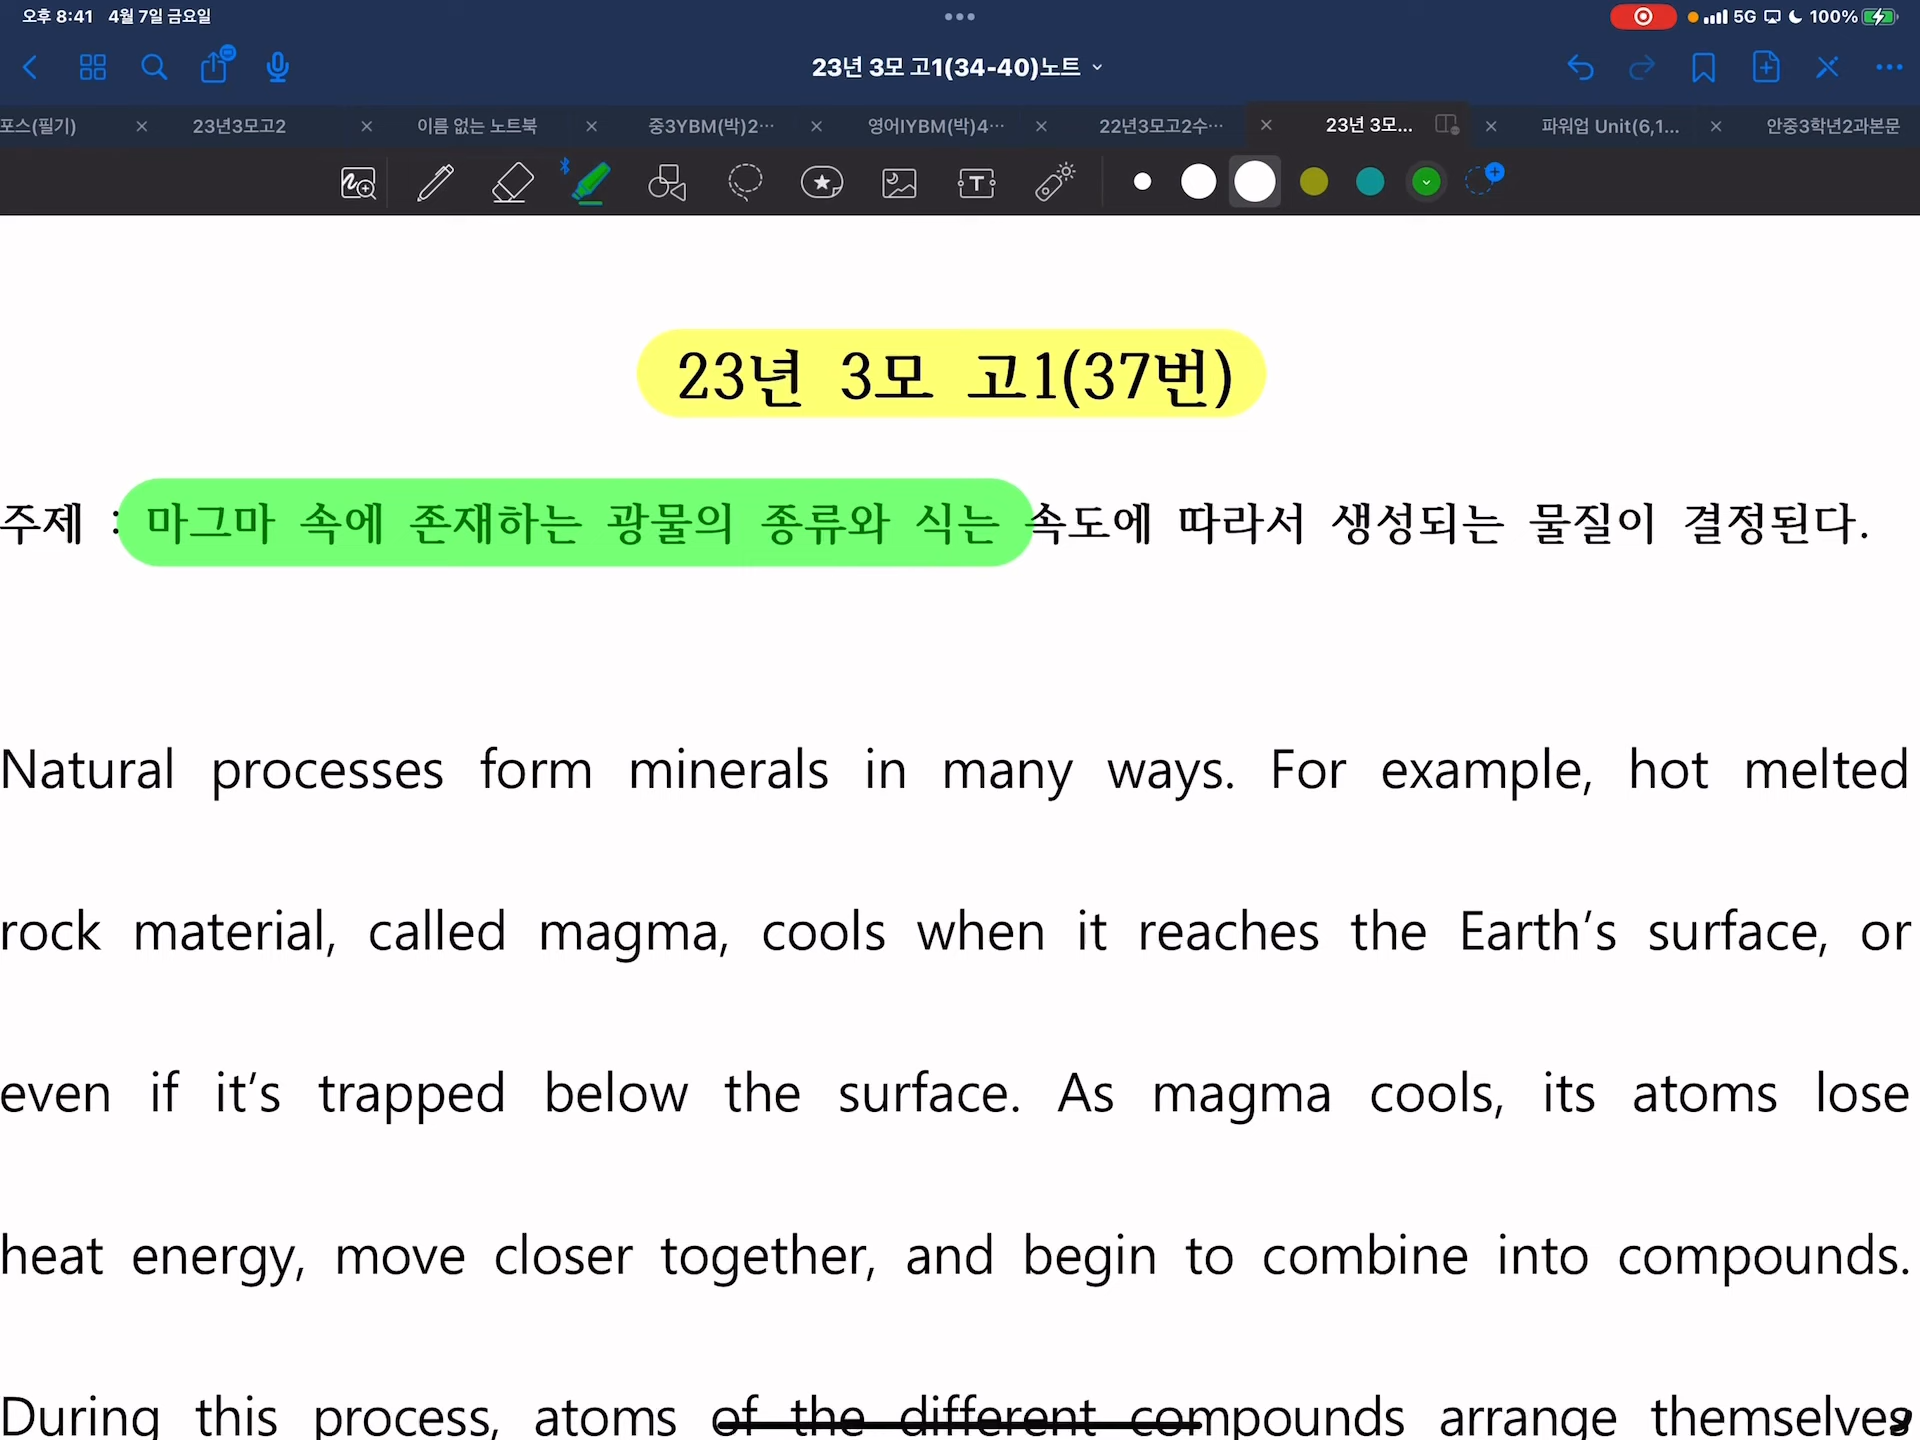 오후 8:41 4월 7일 금요일
5G 100%
23년 3모 고1(34-40)노트
포스(필기) 23년3모고2 이름 없는 노트북 중3YBM(박)2… 영어IYBM(박)4… 22년3모고2수… 23년 3모... 파워업 Unit(6,1... 안중3학년2과본문
23년 3모 고1(37번)
주제 : 마그마 속에 존재하는 광물의 종류와 식는 속도에 따라서 생성되는 물질이 결정된다.
Natural processes form minerals in many ways. For example, hot melted
rock material, called magma, cools when it reaches the Earth’s surface, or
even if it’s trapped below the surface. As magma cools, its atoms lose
heat energy, move closer together, and begin to combine into compounds.
During this process, atoms of the different compounds arrange themselves